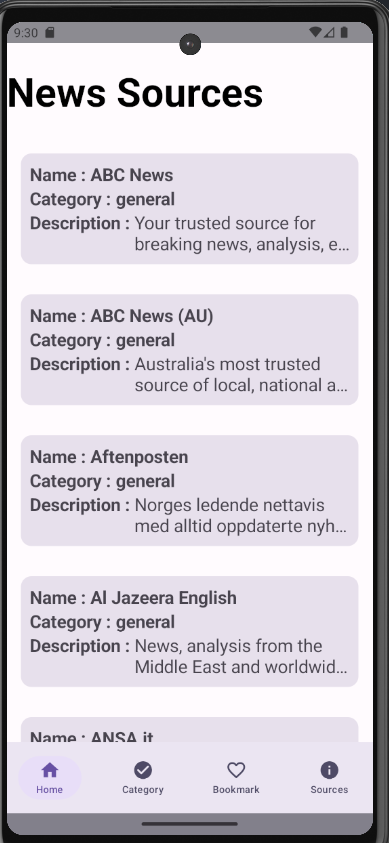 9:30
News Sources
Name : ABC News
Category : general
Description : Your trusted source for
breaking news, analysis, e...
Name : ABC News (AU)
Category : general
Description : Australia's most trusted
source of local, national a...
Name : Aftenposten
Category : general
Description : Norges ledende nettavis
med alltid oppdaterte nyh...
Name : Al Jazeera English
Category : general
Description : News, analysis from the
Middle East and worldwid...
Name : ANSA.it
Home
Category
Bookmark
Sources